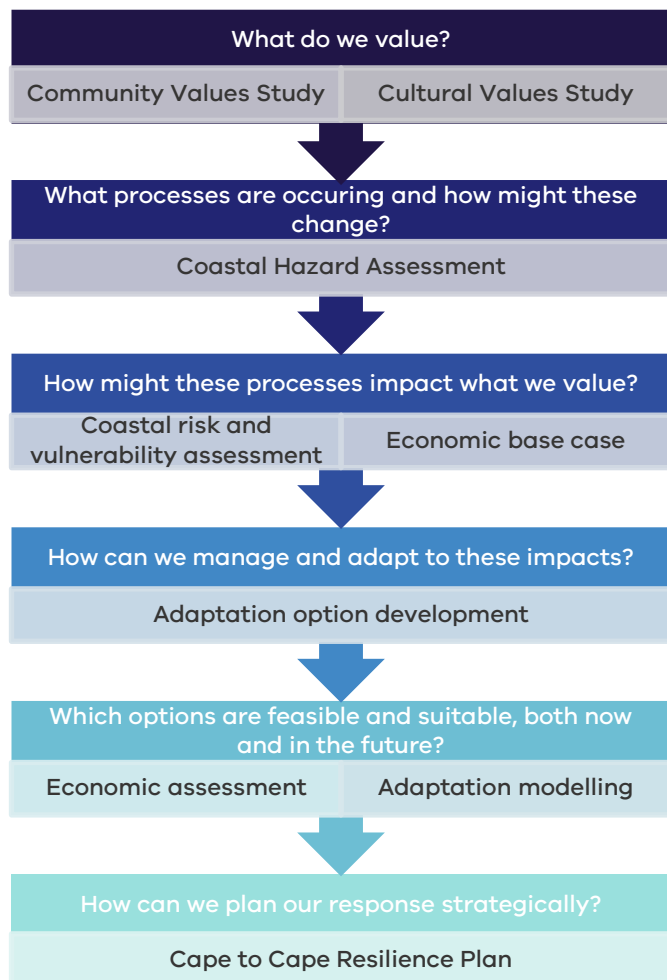 What do we value?
Community Values Study
Cultural Values Study
What processes are occuring and how might these
change?
Coastal Hazard Assessment
How might these processes impact what we value?
Coastal risk and
vulnerability assessment
Economic base case
How can we manage and adapt to these impacts?
Adaptation option development
Which options are feasible and suitable, both now
and in the future?
Economic assessment
Adaptation modelling
How can we plan our response strategically?
Cape to Cape Resilience Plan